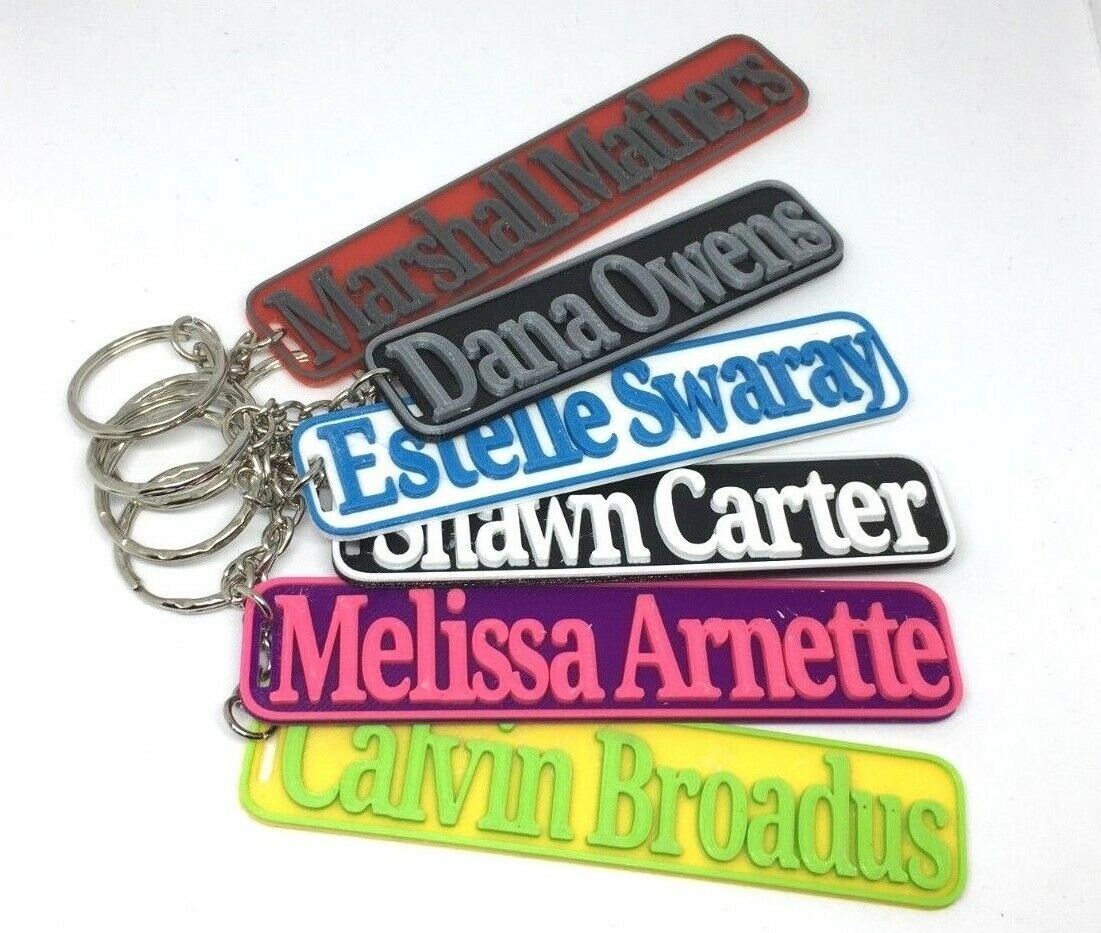 Marshall Mathers
Dana Owens
Estelle Swaray
Shawn Carter
Melissa Arnette
Calvin Broadus